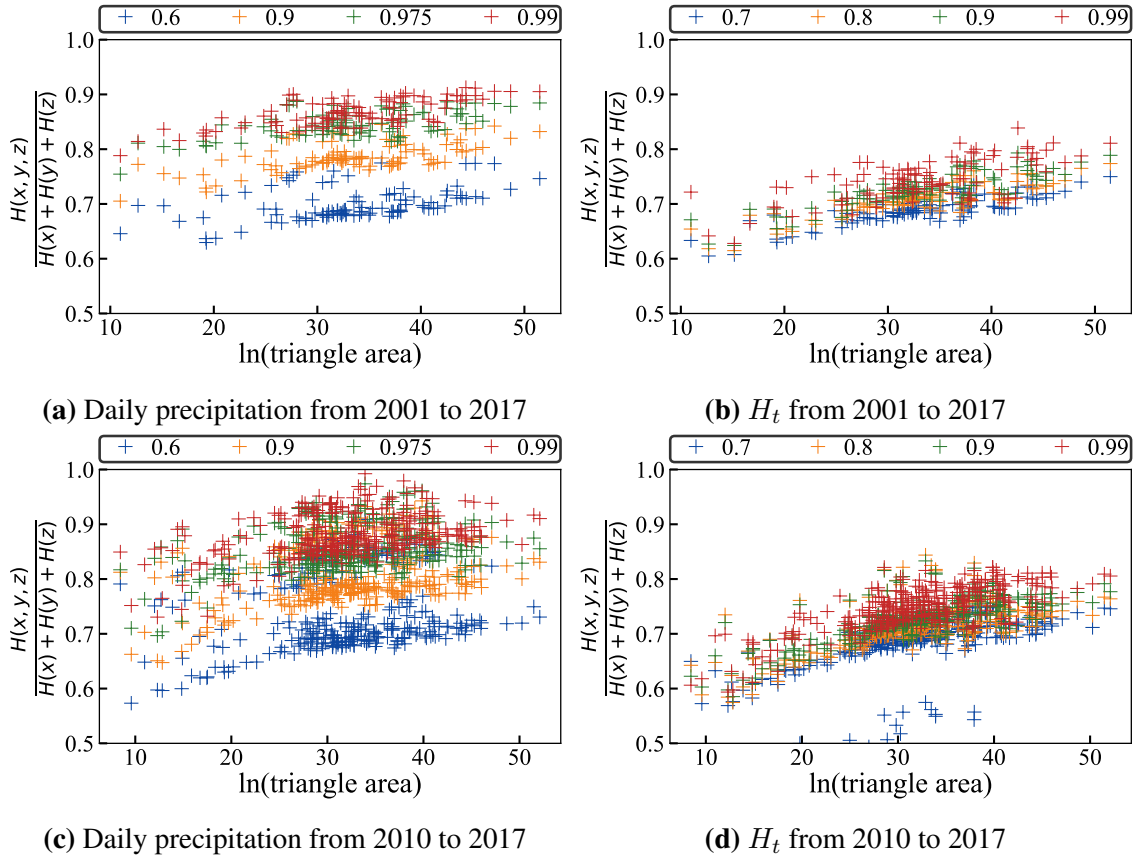 0.6 0.9 0.975 0.99
1.0
0.9
0.8
0.7
0.6
0.5
H(x, y, z)
H(x) + H(y) + H(z)
10 20 30 40 50
ln(triangle area)
(a) Daily precipitation from 2001 to 2017
0.7 0.8 0.9 0.99
1.0
0.9
0.8
0.7
0.6
0.5
H(x, y, z)
H(x) + H(y) + H(z)
10 20 30 40 50
ln(triangle area)
(b) H_t from 2001 to 2017
0.6 0.9 0.975 0.99
1.0
0.9
0.8
0.7
0.6
0.5
H(x, y, z)
H(x) + H(y) + H(z)
10 20 30 40 50
ln(triangle area)
(c) Daily precipitation from 2010 to 2017
0.7 0.8 0.9 0.99
1.0
0.9
0.8
0.7
0.6
0.5
H(x, y, z)
H(x) + H(y) + H(z)
10 20 30 40 50
ln(triangle area)
(d) H_t from 2010 to 2017